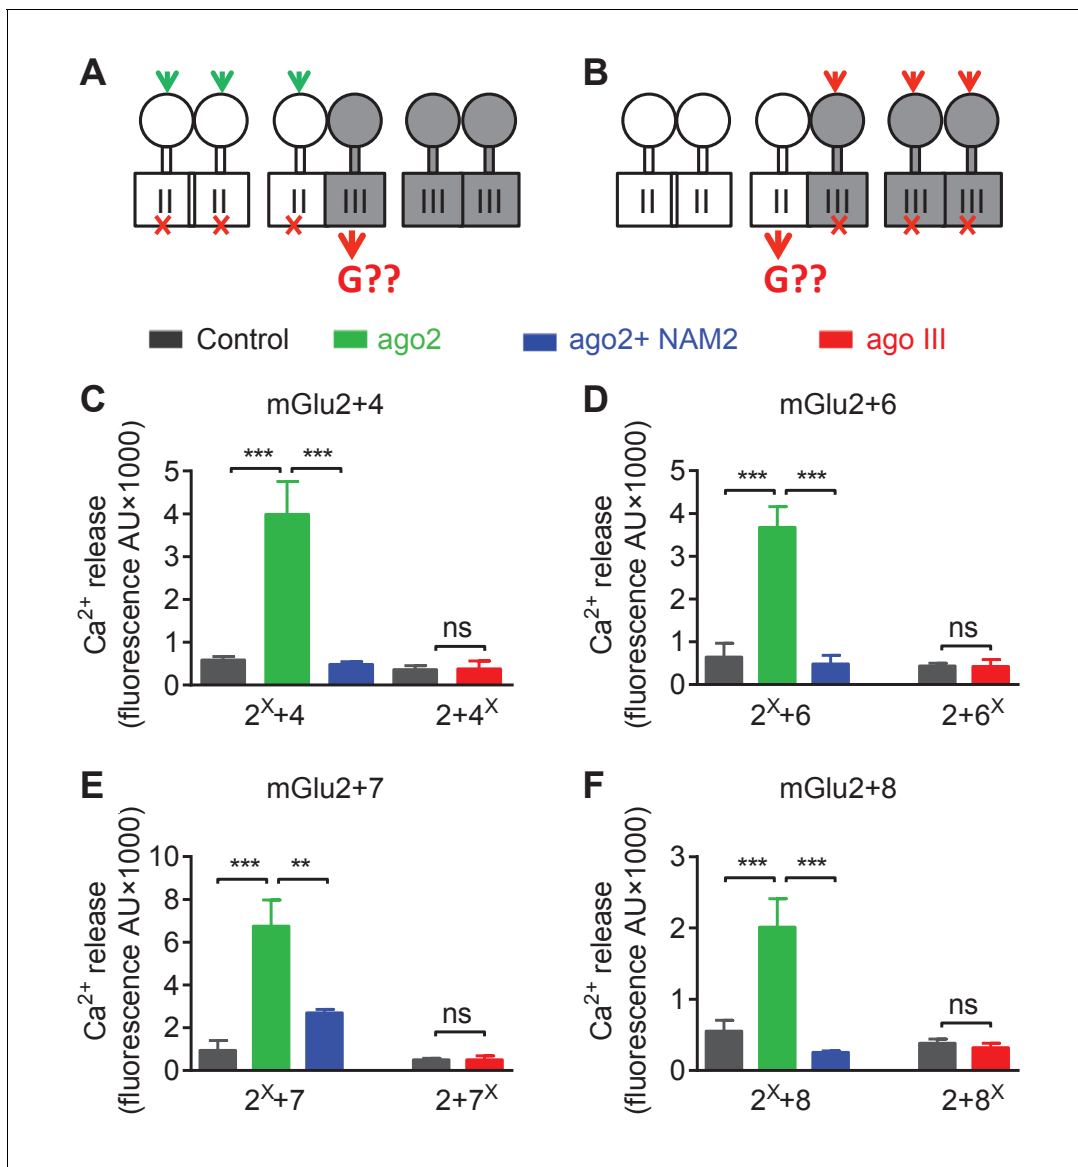 A
B
II II II III III III
II II II III III III
G??
G??
Control ago2 ago2+ NAM2 ago III
C
mGlu2+4
Ca²⁺ release
(fluorescence AU×1000)
5
4
3
2
1
0
*** ***
ns
2ˣ+4 2+4ˣ
D
mGlu2+6
Ca²⁺ release
(fluorescence AU×1000)
5
4
3
2
1
0
*** ***
ns
2ˣ+6 2+6ˣ
E
mGlu2+7
Ca²⁺ release
(fluorescence AU×1000)
10
8
6
4
2
0
*** **
ns
2ˣ+7 2+7ˣ
F
mGlu2+8
Ca²⁺ release
(fluorescence AU×1000)
3
2
1
0
*** ***
ns
2ˣ+8 2+8ˣ